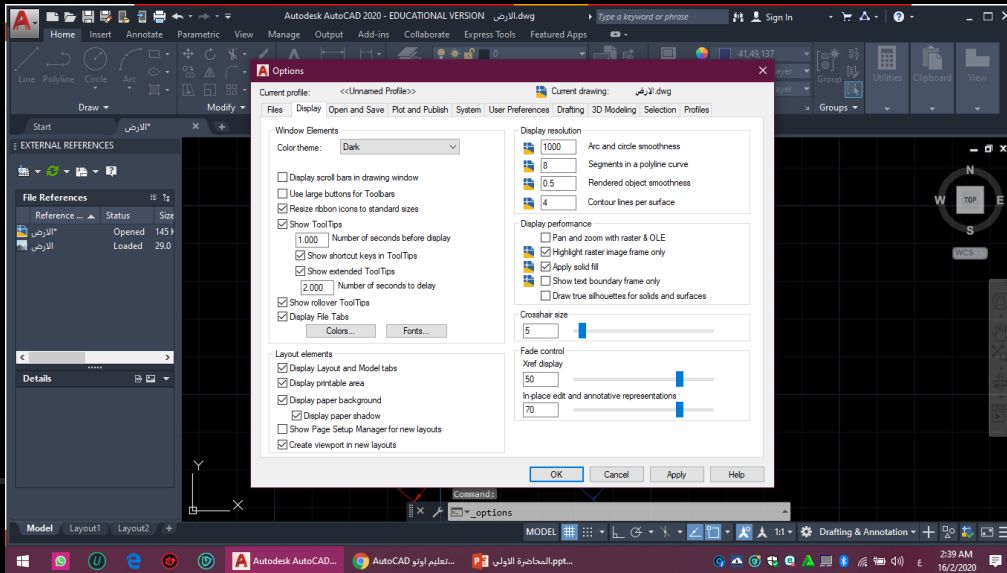 Autodesk AutoCAD 2020 - EDUCATIONAL VERSION الارض.dwg
Type a keyword or phrase
Sign In
Home Insert Annotate Parametric View Manage Output Add-ins Collaborate Express Tools Featured Apps
0
41,49,137
Line Polyline Circle Arc
Group
Utilities Clipboard View
Draw Modify Groups
Start الارض*
EXTERNAL REFERENCES
File References
Reference ... Status Size
الارض* Opened 145 K
الارض Loaded 29.0
Details
Options
Current profile: <<Unnamed Profile>> Current drawing: الارض.dwg
Files Display Open and Save Plot and Publish System User Preferences Drafting 3D Modeling Selection Profiles
Window Elements
Color theme: Dark
Display scroll bars in drawing window
Use large buttons for Toolbars
Resize ribbon icons to standard sizes
Show ToolTips
1.000 Number of seconds before display
Show shortcut keys in ToolTips
Show extended ToolTips
2.000 Number of seconds to delay
Show rollover ToolTips
Display File Tabs
Colors... Fonts...
Layout elements
Display Layout and Model tabs
Display printable area
Display paper background
Display paper shadow
Show Page Setup Manager for new layouts
Create viewport in new layouts
Display resolution
1000 Arc and circle smoothness
8 Segments in a polyline curve
0.5 Rendered object smoothness
4 Contour lines per surface
Display performance
Pan and zoom with raster & OLE
Highlight raster image frame only
Apply solid fill
Show text boundary frame only
Draw true silhouettes for solids and surfaces
Crosshair size
5
Fade control
Xref display
50
In-place edit and annotative representations
70
OK Cancel Apply Help
N
W TOP E
S
WCS
Y
X
Command:
_options
Model Layout1 Layout2 +
MODEL 1:1 Drafting & Annotation
Autodesk AutoCAD...
AutoCAD تعليم اوتو...
المحاضرة الاولى.ppt...
ع
2:39 AM
16/2/2020